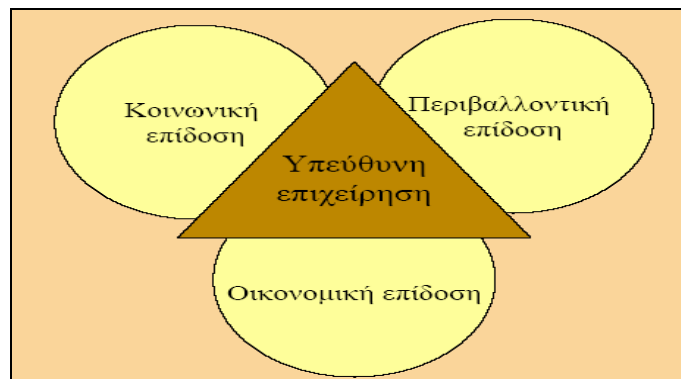 Κοινωνική
επίδοση
Περιβαλλοντική
επίδοση
Υπεύθυνη
επιχείρηση
Οικονομική επίδοση